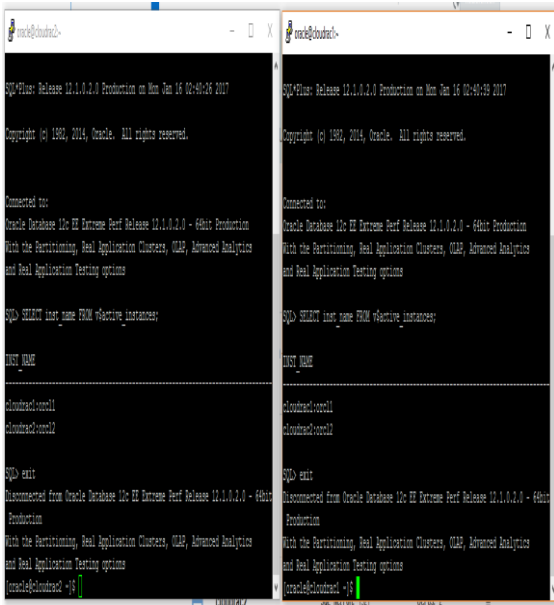 oracle@cloudrac2:~
SQL*Plus: Release 12.1.0.2.0 Production on Mon Jan 16 02:40:26 2017
Copyright (c) 1982, 2014, Oracle.  All rights reserved.
Connected to:
Oracle Database 12c EE Extreme Perf Release 12.1.0.2.0 - 64bit Production
With the Partitioning, Real Application Clusters, OLAP, Advanced Analytics
and Real Application Testing options
SQL> SELECT inst_name FROM v$active_instances;
INST_NAME
--------------------------------------------------------------------------------
cloudrac1:orcl1
cloudrac2:orcl2
SQL> exit
Disconnected from Oracle Database 12c EE Extreme Perf Release 12.1.0.2.0 - 64bit
Production
With the Partitioning, Real Application Clusters, OLAP, Advanced Analytics
and Real Application Testing options
[oracle@cloudrac2 ~]$
oracle@cloudrac1:~
SQL*Plus: Release 12.1.0.2.0 Production on Mon Jan 16 02:40:39 2017
Copyright (c) 1982, 2014, Oracle.  All rights reserved.
Connected to:
Oracle Database 12c EE Extreme Perf Release 12.1.0.2.0 - 64bit Production
With the Partitioning, Real Application Clusters, OLAP, Advanced Analytics
and Real Application Testing options
SQL> SELECT inst_name FROM v$active_instances;
INST_NAME
--------------------------------------------------------------------------------
cloudrac1:orcl1
cloudrac2:orcl2
SQL> exit
Disconnected from Oracle Database 12c EE Extreme Perf Release 12.1.0.2.0 - 64bit
Production
With the Partitioning, Real Application Clusters, OLAP, Advanced Analytics
and Real Application Testing options
[oracle@cloudrac1 ~]$